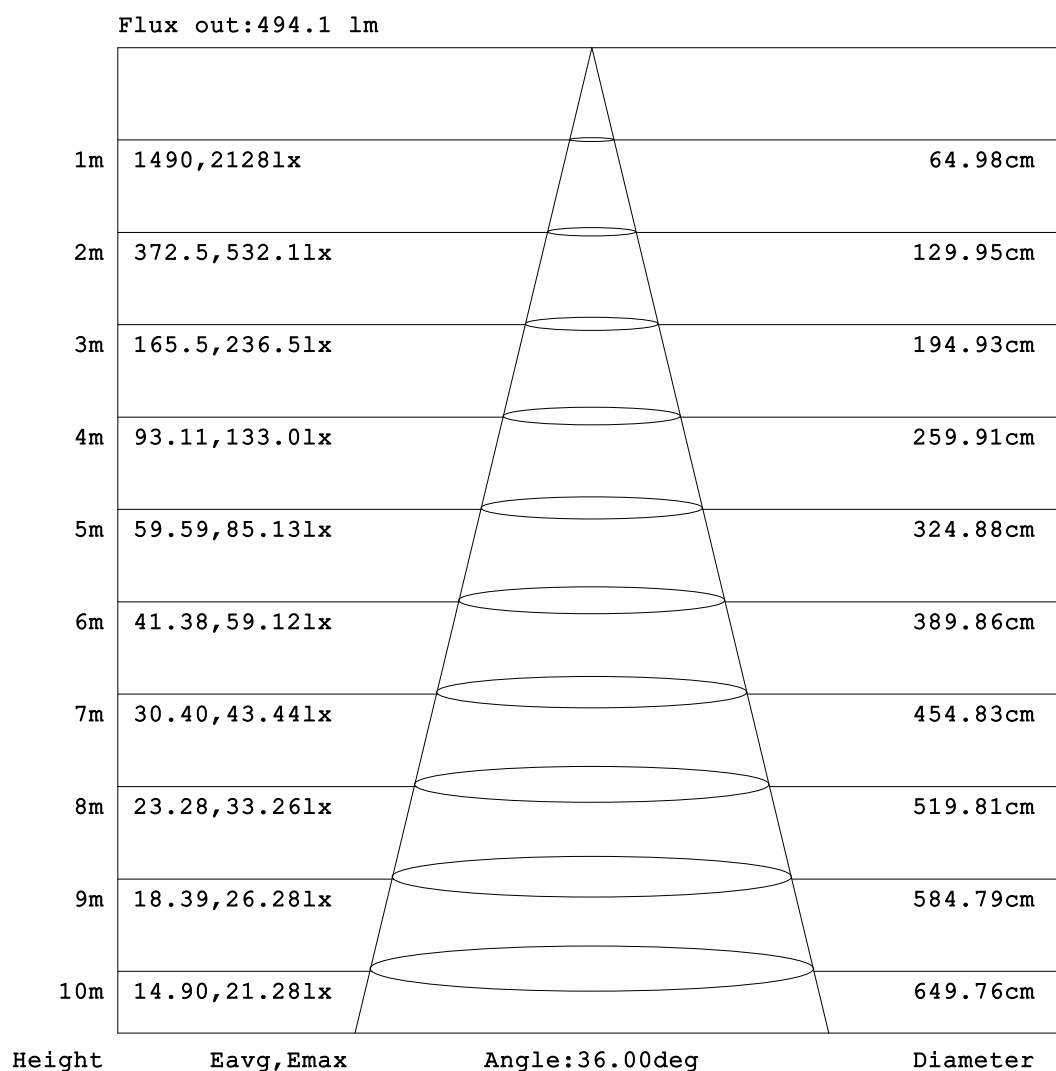 Flux out:494.1 lm
1m 1490,2128lx 64.98cm
2m 372.5,532.1lx 129.95cm
3m 165.5,236.5lx 194.93cm
4m 93.11,133.0lx 259.91cm
5m 59.59,85.13lx 324.88cm
6m 41.38,59.12lx 389.86cm
7m 30.40,43.44lx 454.83cm
8m 23.28,33.26lx 519.81cm
9m 18.39,26.28lx 584.79cm
10m 14.90,21.28lx 649.76cm
Height Eavg,Emax Angle:36.00deg Diameter